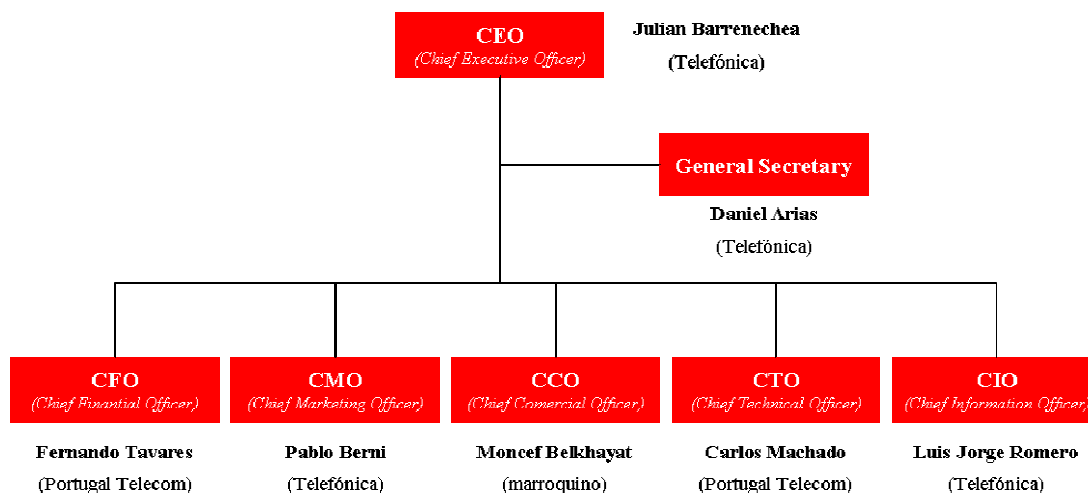 CEO
(Chief Executive Officer)
Julian Barrenechea
(Telefónica)
General Secretary
Daniel Arias
(Telefónica)
CFO
(Chief Financial Officer)
Fernando Tavares
(Portugal Telecom)
CMO
(Chief Marketing Officer)
Pablo Berni
(Telefónica)
CCO
(Chief Comercial Officer)
Moncef Belkhayat
(marroquino)
CTO
(Chief Technical Officer)
Carlos Machado
(Portugal Telecom)
CIO
(Chief Information Officer)
Luis Jorge Romero
(Telefónica)